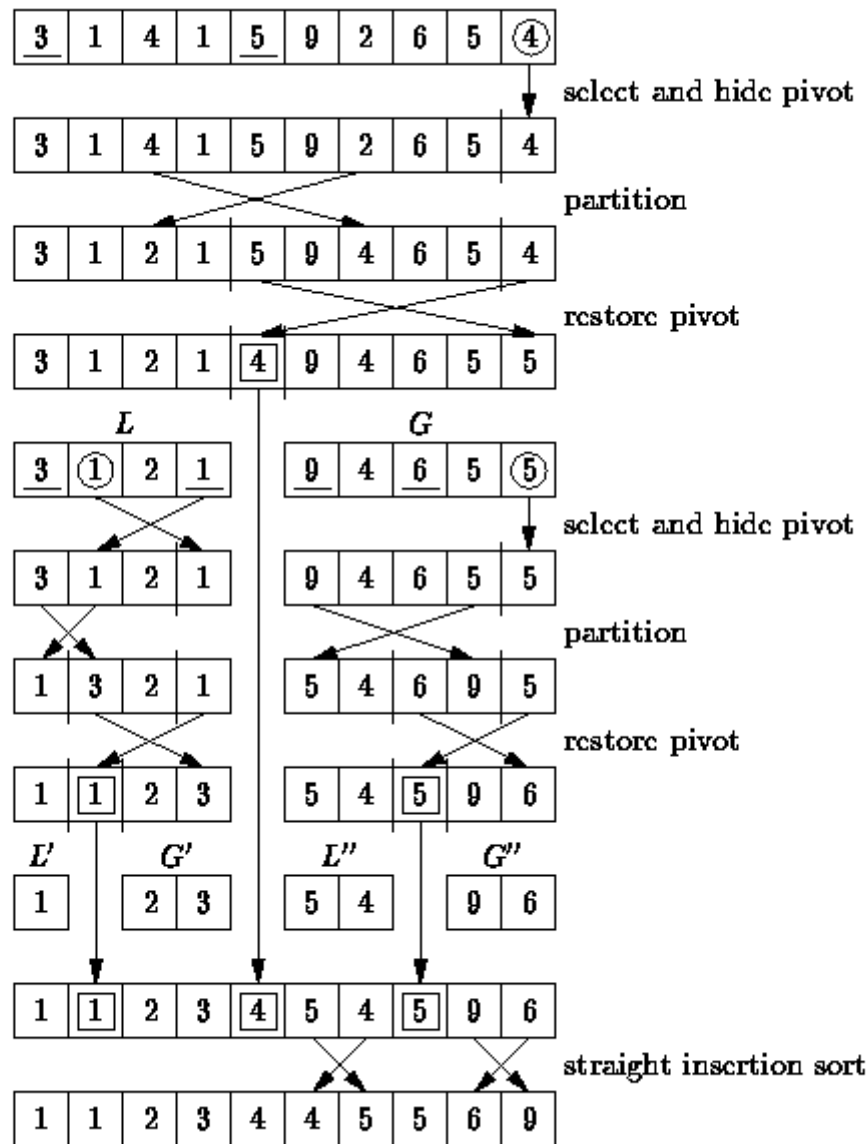 3 1 4 1 5 9 2 6 5 4
select and hide pivot
3 1 4 1 5 9 2 6 5 4
partition
3 1 2 1 5 9 4 6 5 4
restore pivot
3 1 2 1 4 9 4 6 5 5
L G
3 1 2 1 9 4 6 5 5
select and hide pivot
3 1 2 1 9 4 6 5 5
partition
1 3 2 1 5 4 6 9 5
restore pivot
1 1 2 3 5 4 5 9 6
L' G' L'' G''
1 2 3 5 4 9 6
1 1 2 3 4 5 4 5 9 6
straight insertion sort
1 1 2 3 4 4 5 5 6 9